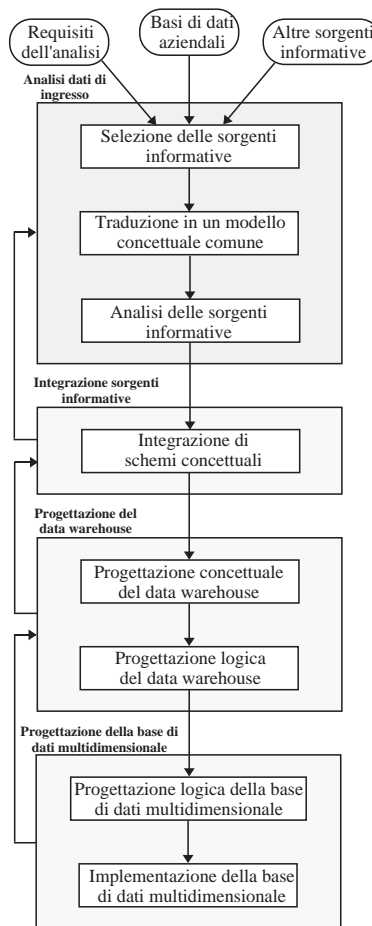 Requisiti
dell'analisi
Basi di dati
aziendali
Altre sorgenti
informative
Analisi dati di
ingresso
Selezione delle sorgenti
informative
Traduzione in un modello
concettuale comune
Analisi delle sorgenti
informative
Integrazione sorgenti
informative
Integrazione di
schemi concettuali
Progettazione del
data warehouse
Progettazione concettuale
del data warehouse
Progettazione logica
del data warehouse
Progettazione della base di
dati multidimensionale
Progettazione logica della base
di dati multidimensionale
Implementazione della base
di dati multidimensionale